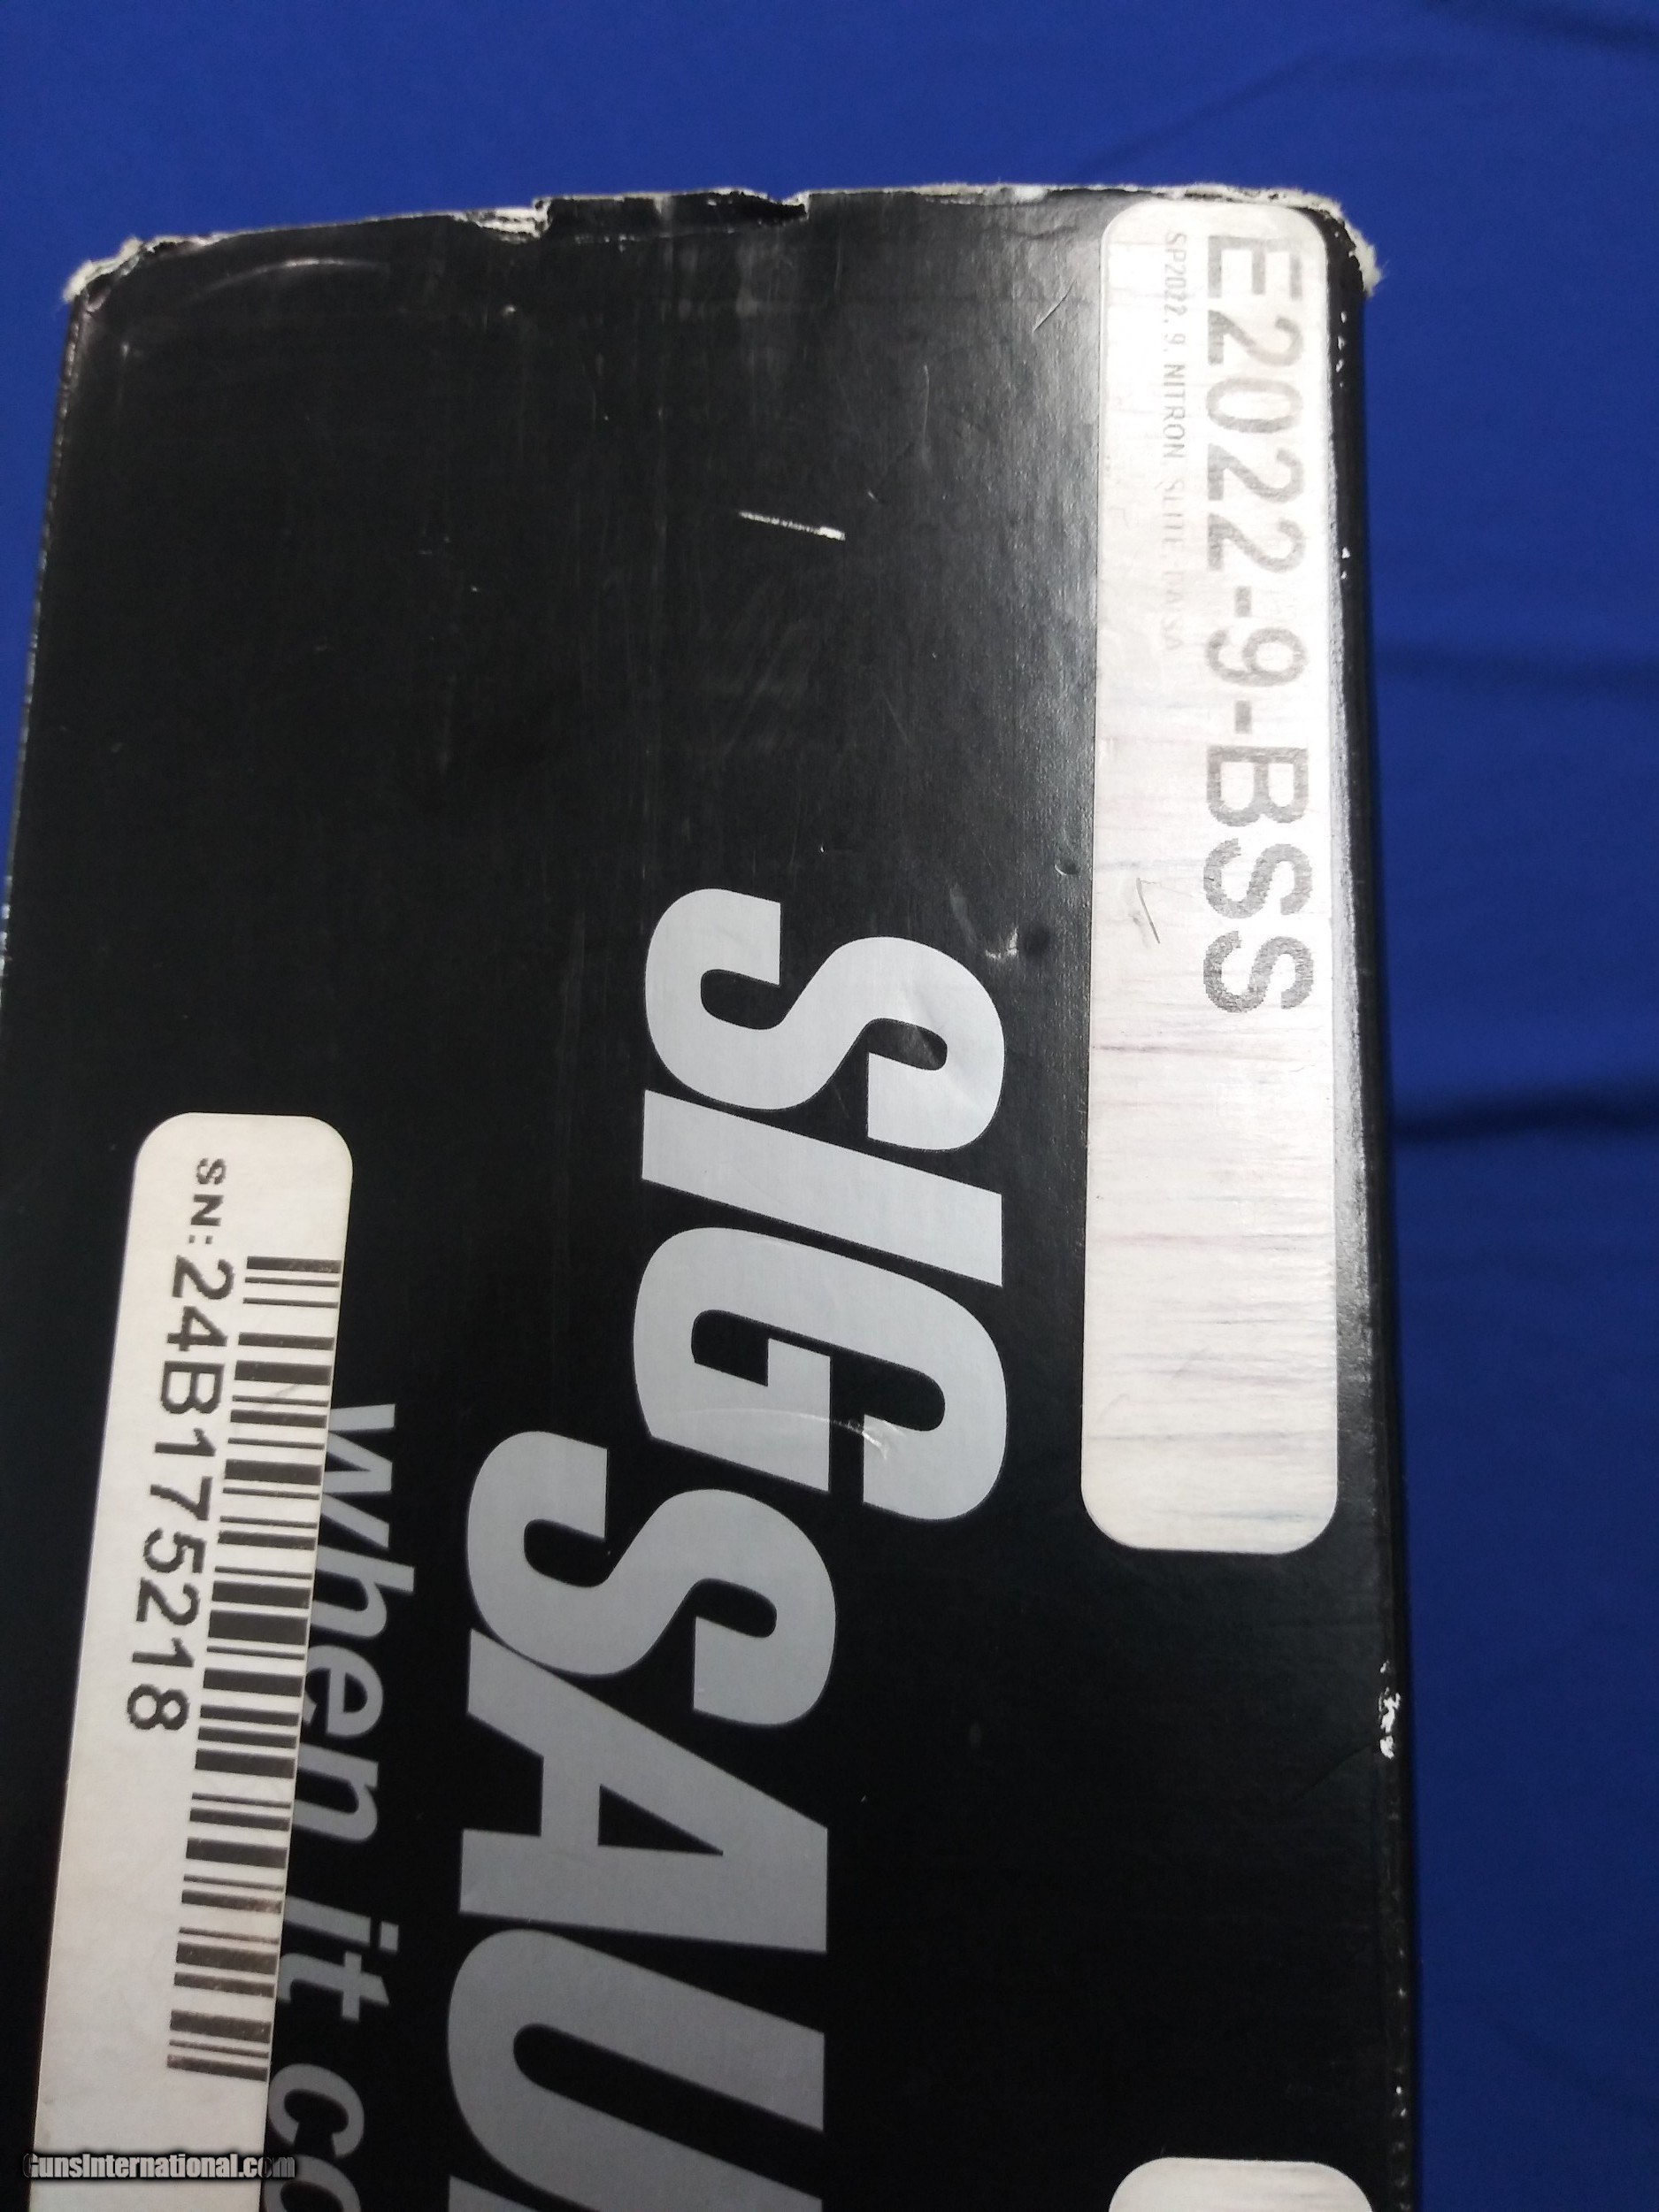 E2022-9-BSS
SP2022, 9, NITRON, SLITE, DA/SA
SIG SAU
when it co
SN: 24B175218
GunsInternational.com